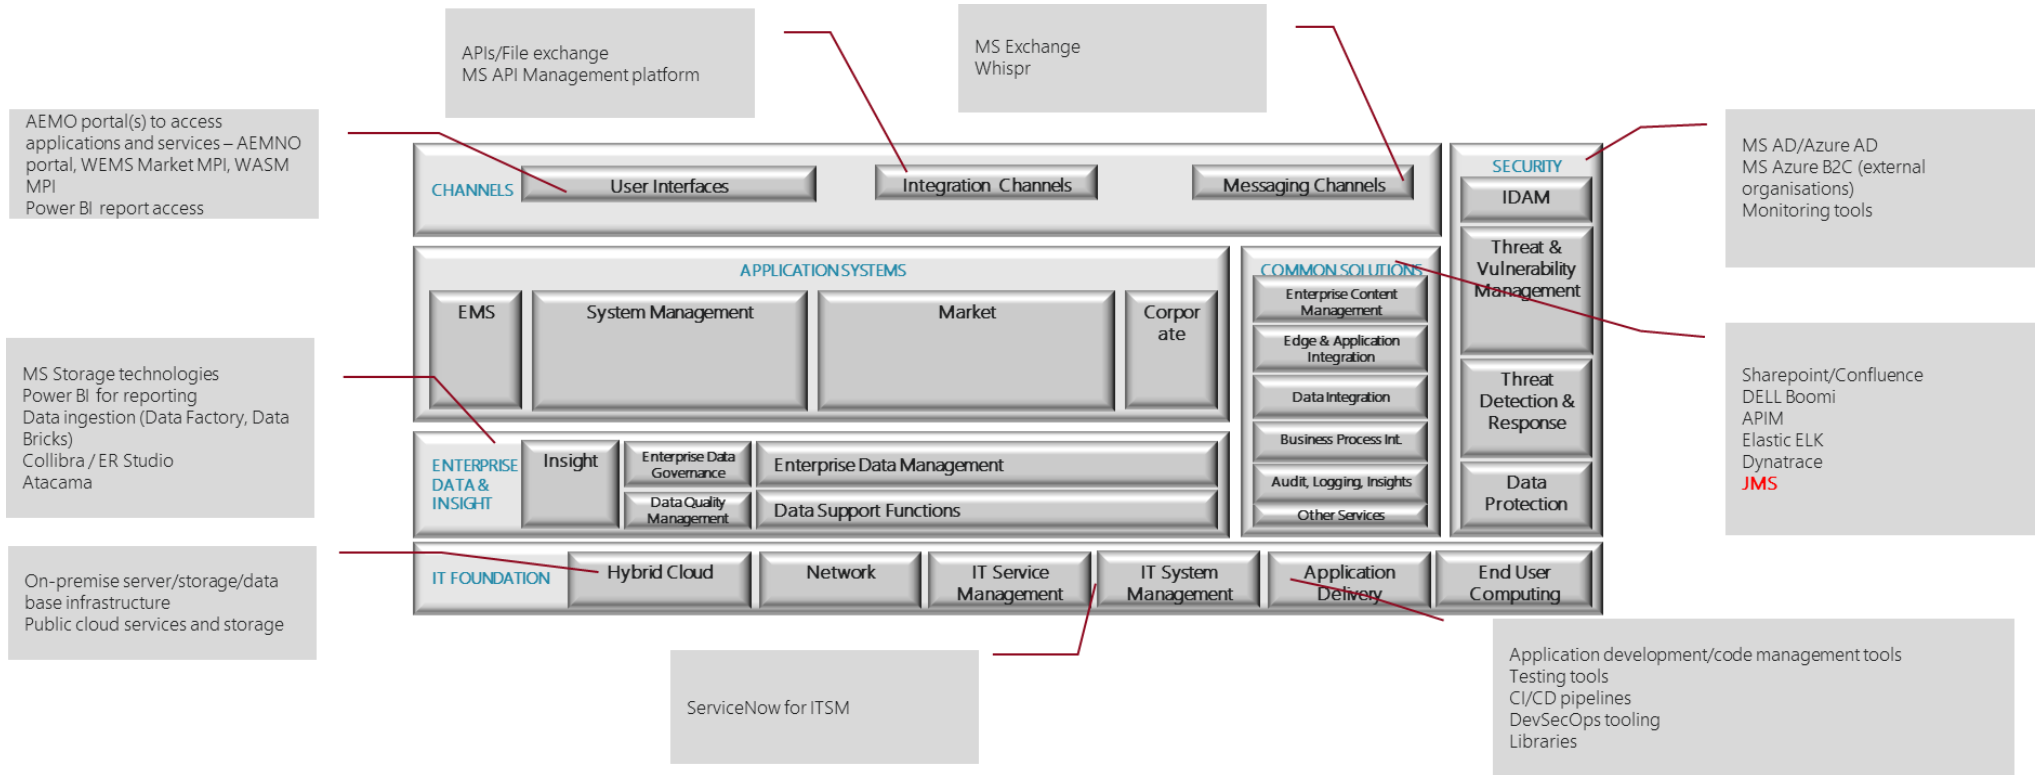 APIs/File exchange
MS API Management platform
MS Exchange
Whispr
AEMO portal(s) to access
applications and services – AEMNO
portal, WEMS Market MPI, WASM
MPI
Power BI report access
MS AD/Azure AD
MS Azure B2C (external
organisations)
Monitoring tools
CHANNELS
User Interfaces
Integration Channels
Messaging Channels
SECURITY
IDAM
Threat &
Vulnerability
Management
Threat
Detection &
Response
Data
Protection
APPLICATION SYSTEMS
EMS
System Management
Market
Corpor
ate
COMMON SOLUTIONS
Enterprise Content
Management
Edge & Application
Integration
Data Integration
Business Process Int.
Audit, Logging, Insights
Other Services
MS Storage technologies
Power BI for reporting
Data ingestion (Data Factory, Data
Bricks)
Collibra / ER Studio
Atacama
ENTERPRISE
DATA &
INSIGHT
Insight
Enterprise Data
Governance
Data Quality
Management
Enterprise Data Management
Data Support Functions
Sharepoint/Confluence
DELL Boomi
APIM
Elastic ELK
Dynatrace
JMS
On-premise server/storage/data
base infrastructure
Public cloud services and storage
IT FOUNDATION
Hybrid Cloud
Network
IT Service
Management
IT System
Management
Application
Delivery
End User
Computing
ServiceNow for ITSM
Application development/code management tools
Testing tools
CI/CD pipelines
DevSecOps tooling
Libraries